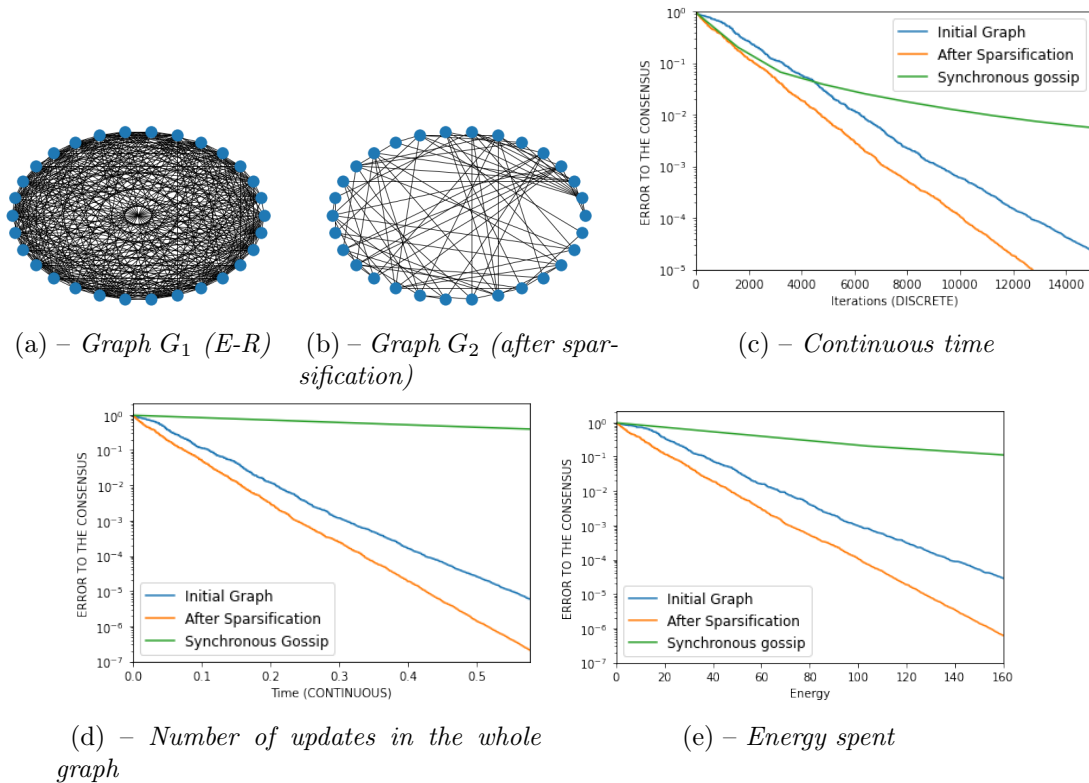 10^0
10^{-1}
10^{-2}
10^{-3}
10^{-4}
10^{-5}
ERROR TO THE CONSENSUS
Initial Graph
After Sparsification
Synchronous gossip
0 2000 4000 6000 8000 10000 12000 14000
Iterations (DISCRETE)
(a) – Graph G_1 (E-R)
(b) – Graph G_2 (after spar-
sification)
(c) – Continuous time
10^0
10^{-1}
10^{-2}
10^{-3}
10^{-4}
10^{-5}
10^{-6}
10^{-7}
ERROR TO THE CONSENSUS
Initial Graph
After Sparsification
Synchronous Gossip
0.0 0.1 0.2 0.3 0.4 0.5
Time (CONTINUOUS)
(d) – Number of updates in the whole
graph
10^0
10^{-1}
10^{-2}
10^{-3}
10^{-4}
10^{-5}
10^{-6}
10^{-7}
ERROR TO THE CONSENSUS
Initial Graph
After Sparsification
Synchronous gossip
0 20 40 60 80 100 120 140 160
Energy
(e) – Energy spent